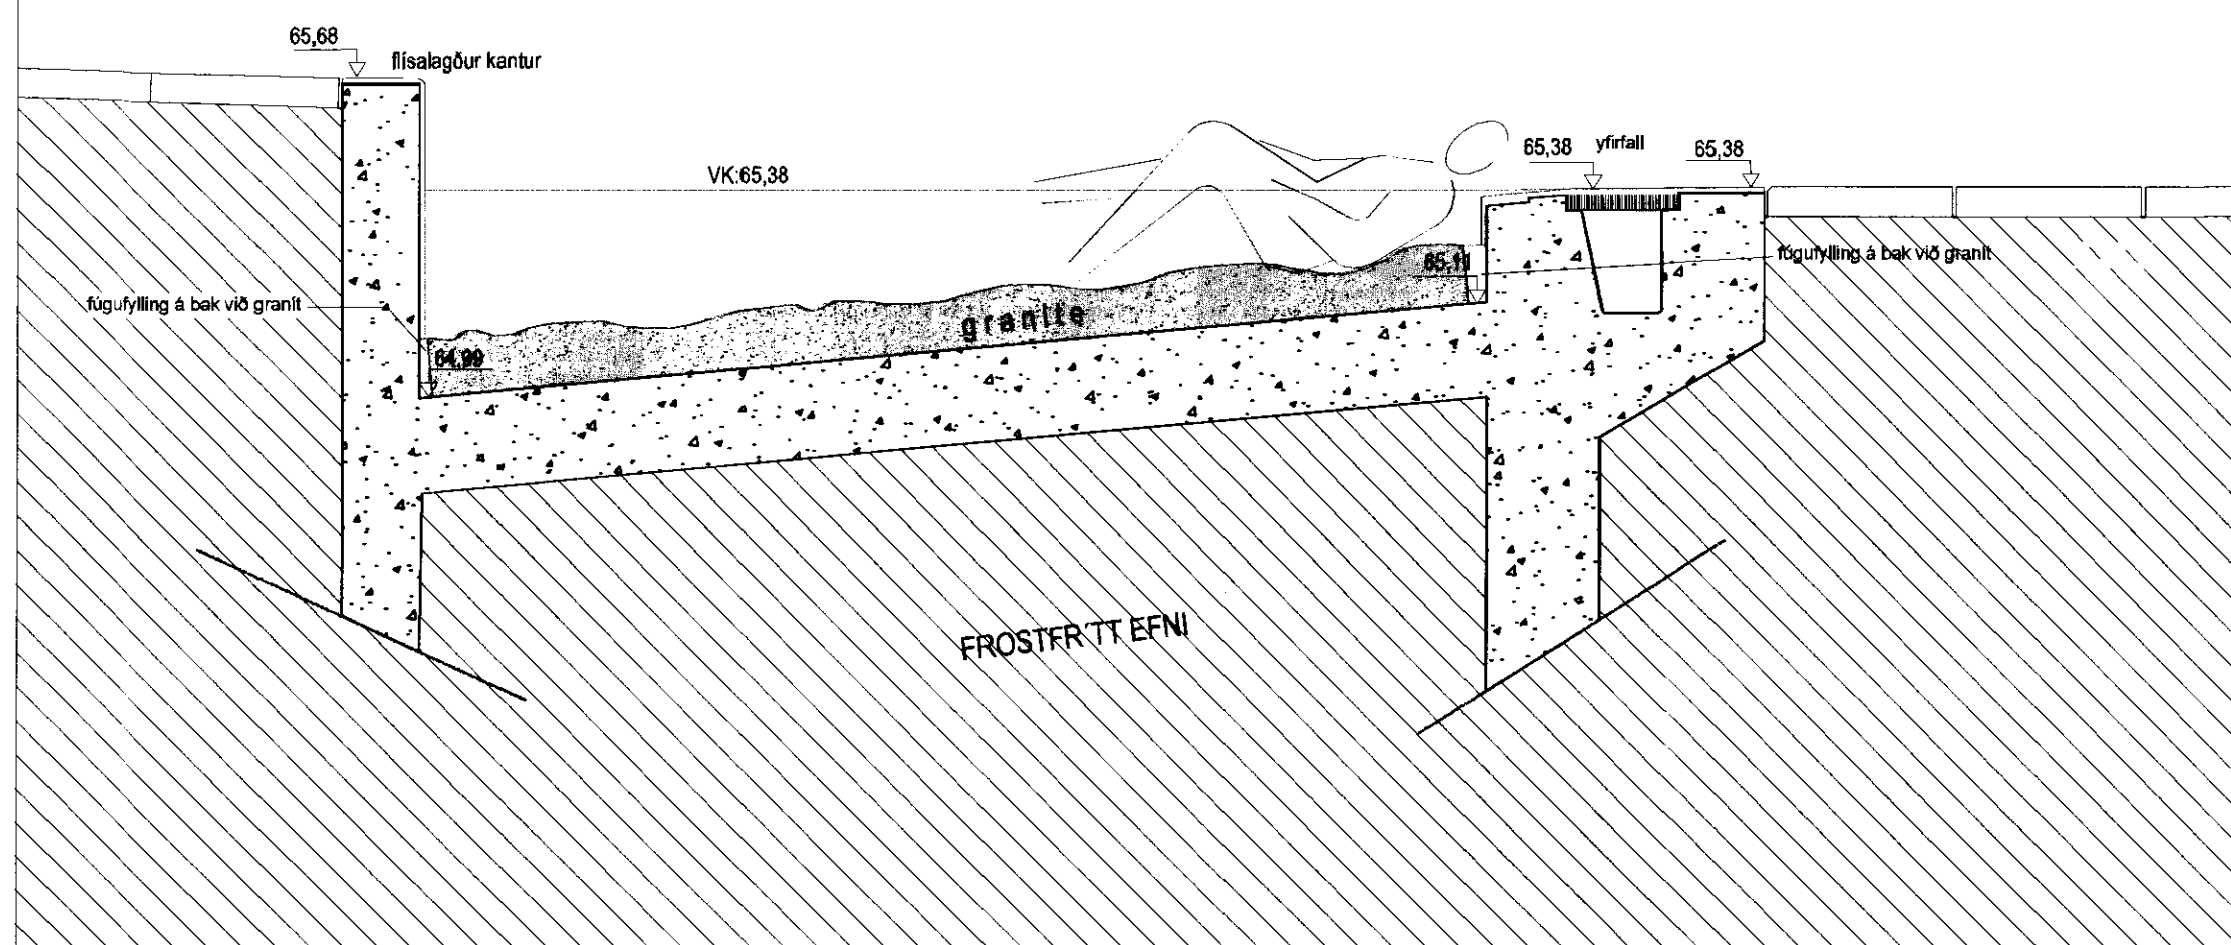 65,68
flísalagður kantur
VK:65,38
65,38
yfirfall
65,38
fúgufylling á bak við granít
65,11
fúgufylling á bak við granít
granite
64,99
FROSTFR´TT EFNI